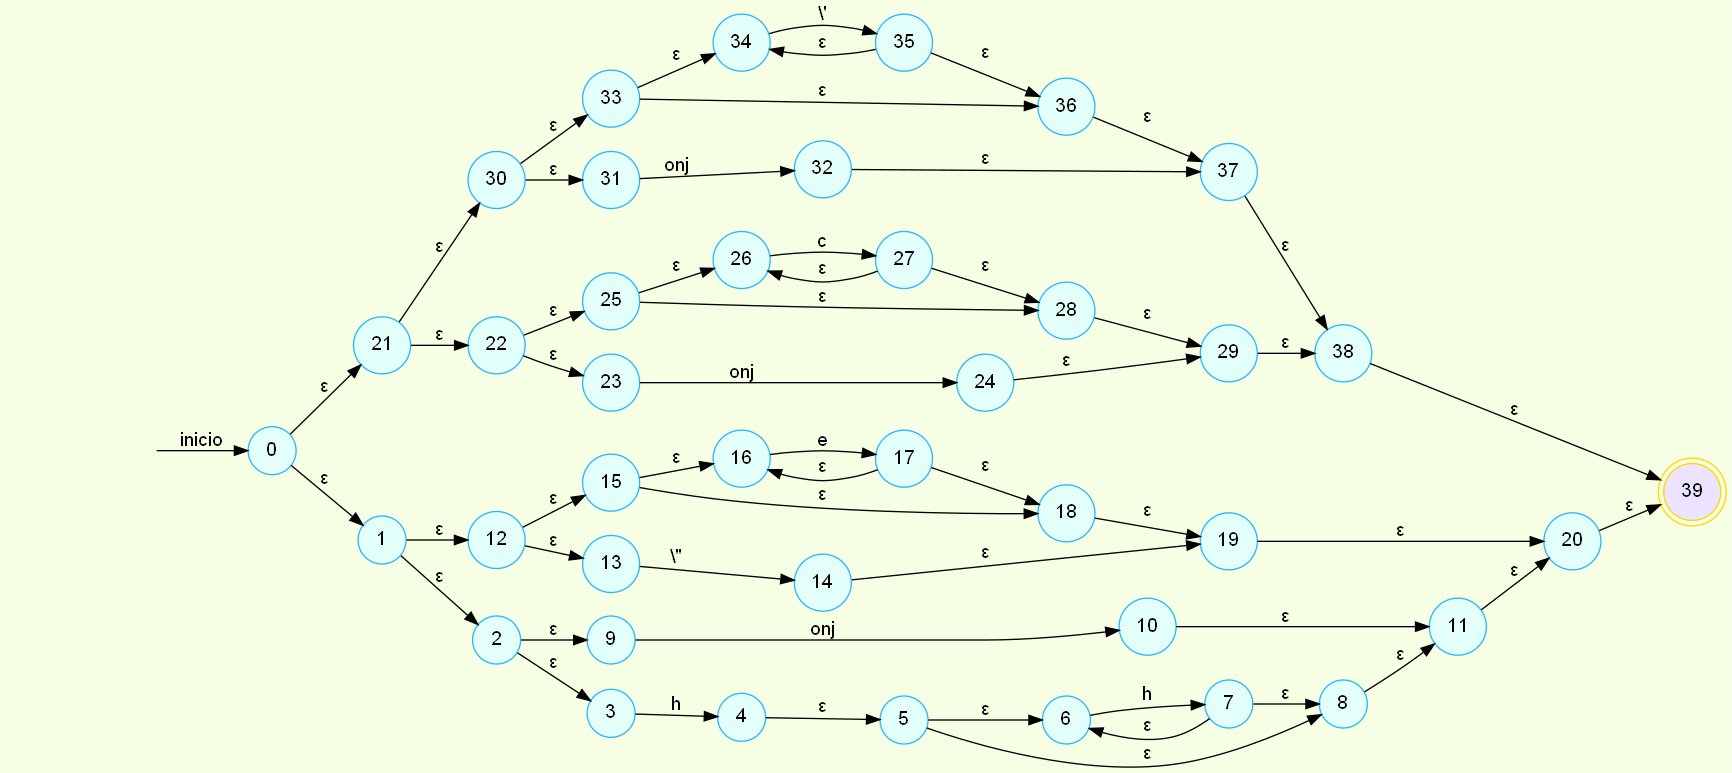 \'
34 ε 35
ε ε
33 ε 36
ε ε
30 ε 31 onj 32 ε 37
ε ε
26 c 27
ε ε ε
25 ε 28
ε ε
21 ε 22 29 ε 38
ε 23 onj 24 ε
ε ε
inicio 0
ε
16 e 17
ε ε ε
15 ε 18
ε ε 39
1 ε 12 19 ε 20 ε
ε 13 \" 14 ε
ε ε
2 ε 9 onj 10 ε 11
ε ε
3 h 4 ε 5 ε 6 h 7 ε 8
ε
ε